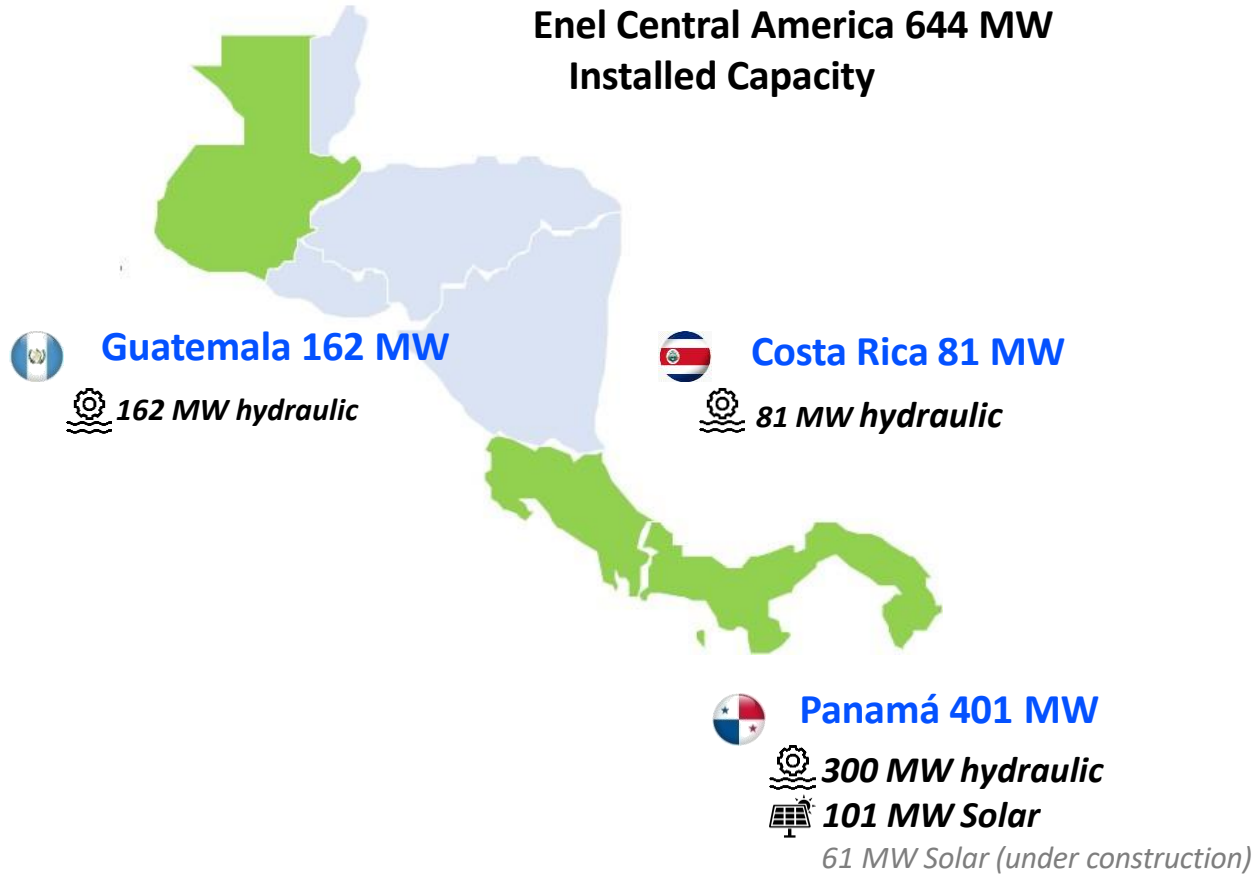 Enel Central America 644 MW
Installed Capacity
Guatemala 162 MW
162 MW hydraulic
Costa Rica 81 MW
81 MW hydraulic
Panamá 401 MW
300 MW hydraulic
101 MW Solar
61 MW Solar (under construction)